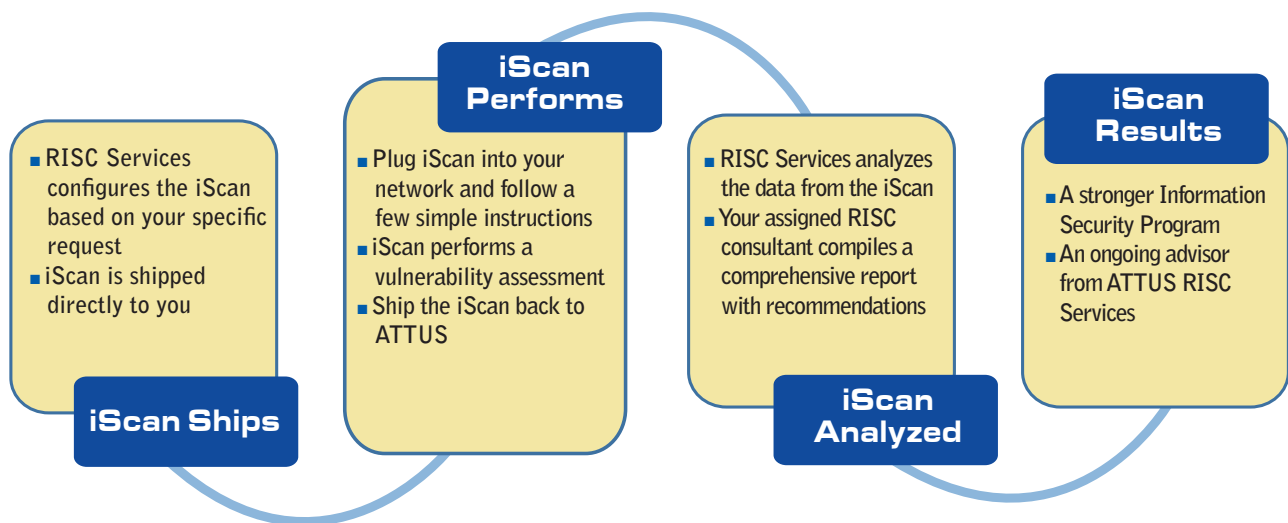 ■ RISC Services
configures the iScan
based on your specific
request
■ iScan is shipped
directly to you
iScan Ships
iScan
Performs
■ Plug iScan into your
network and follow a
few simple instructions
■ iScan performs a
vulnerability assessment
■ Ship the iScan back to
ATTUS
■ RISC Services analyzes
the data from the iScan
■ Your assigned RISC
consultant compiles a
comprehensive report
with recommendations
iScan
Analyzed
iScan
Results
■ A stronger Information
Security Program
■ An ongoing advisor
from ATTUS RISC
Services